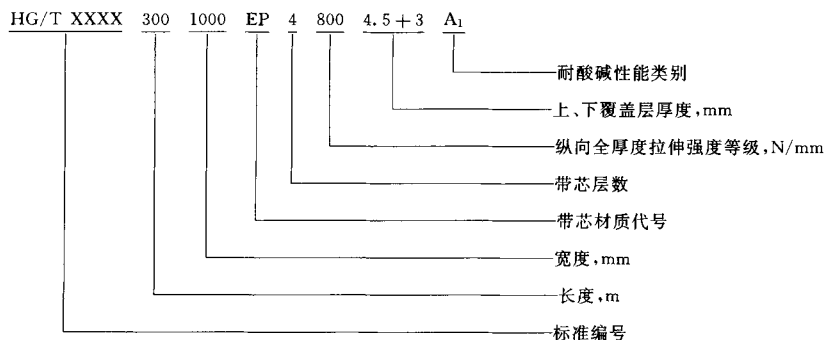 HG/T XXXX 300 1000 EP 4 800 4.5+3 A₁
耐酸碱性能类别
上、下覆盖层厚度,mm
纵向全厚度拉伸强度等级,N/mm
带芯层数
带芯材质代号
宽度,mm
长度,m
标准编号